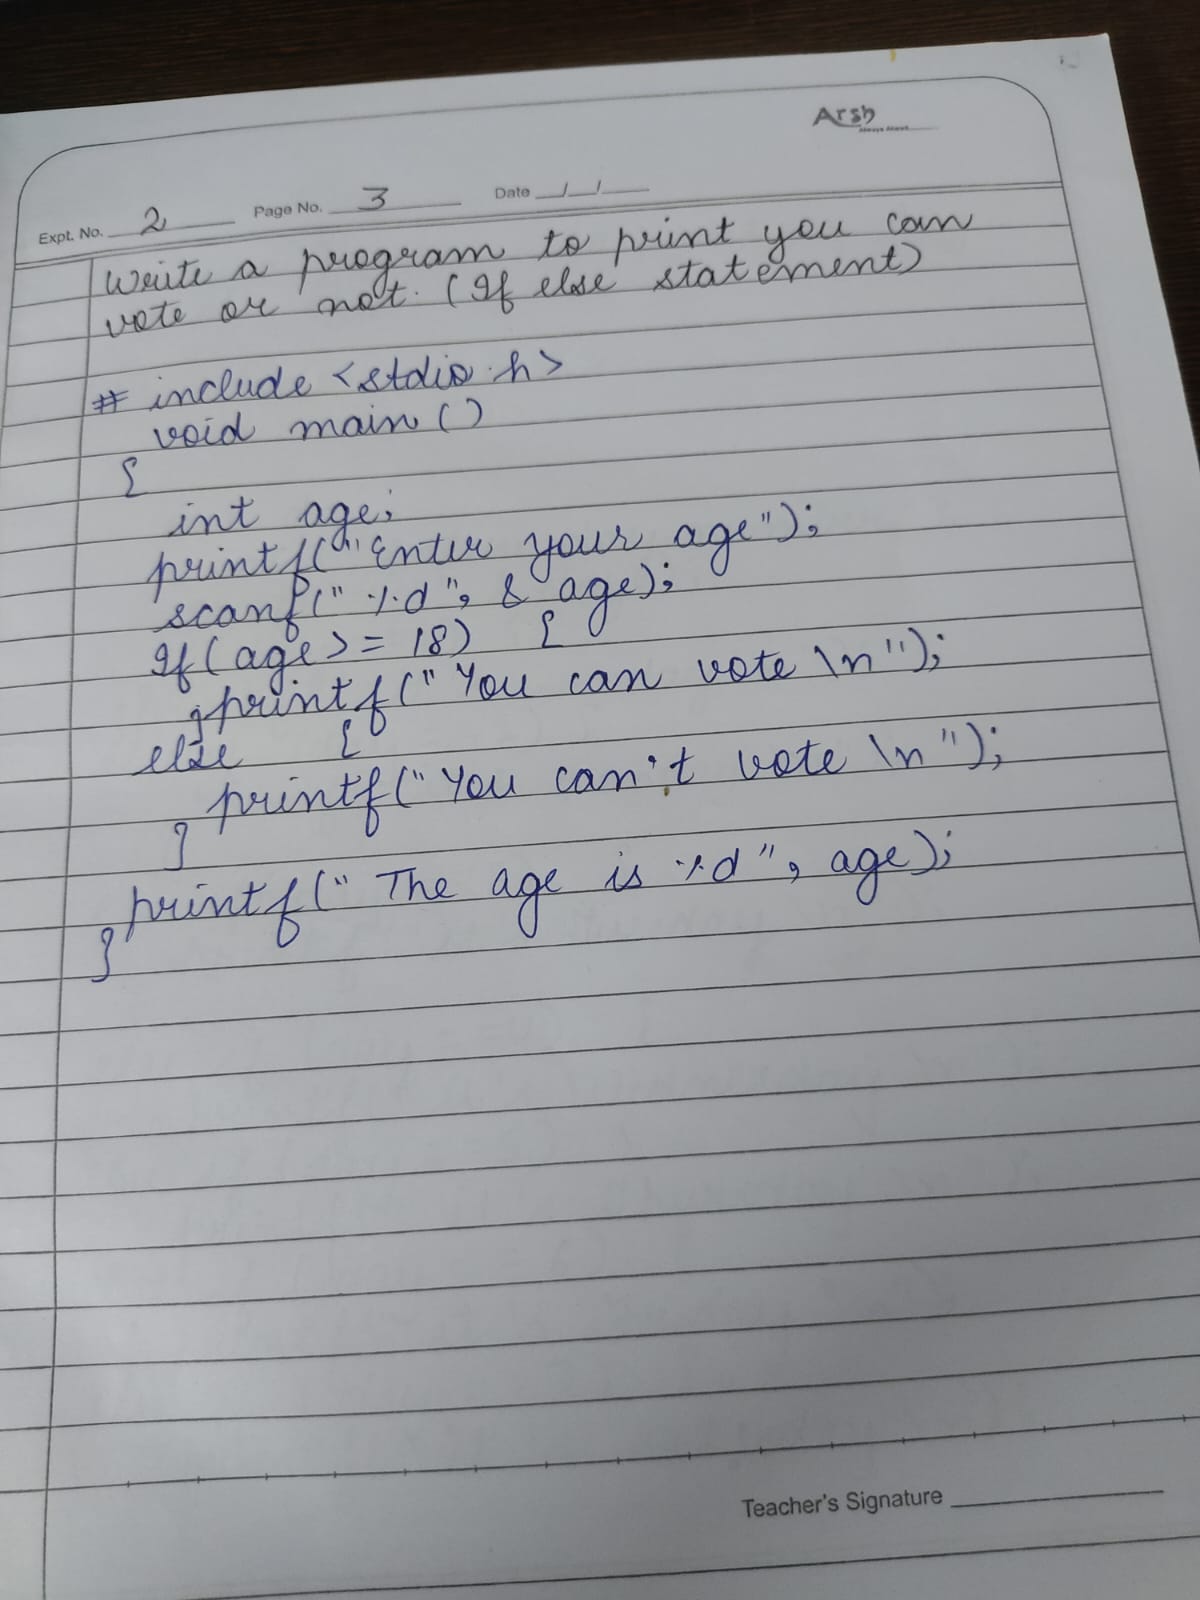 Arsh
Always Ahead
Expt. No. 2 Page No. 3 Date / /
Write a program to print you can
vote or not. (If else statement)
# include <stdio.h>
void main ()
{
int age;
printf(" Enter your age");
scanf(" %d", & age);
If (age >= 18) {
} printf(" You can vote \n");
else {
printf(" You can't vote \n");
}
printf(" The age is %d", age);
}
Teacher's Signature